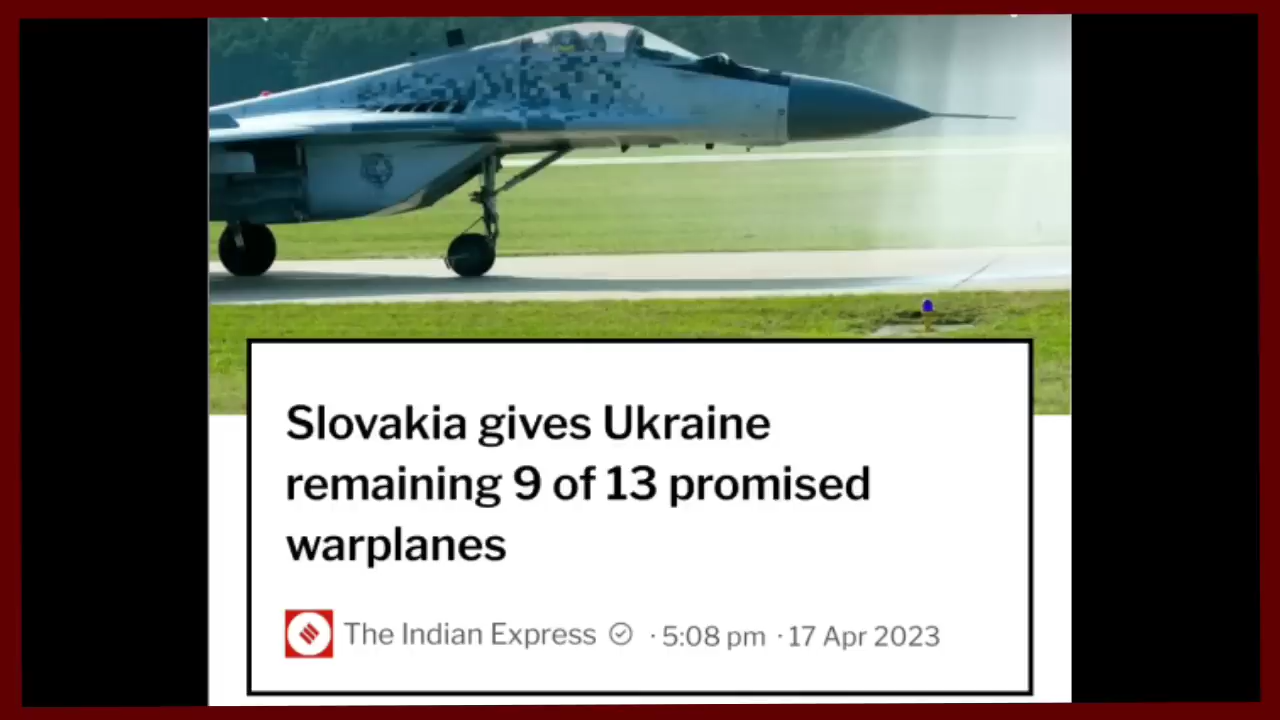 Slovakia gives Ukraine
remaining 9 of 13 promised
warplanes
The Indian Express · 5:08 pm · 17 Apr 2023